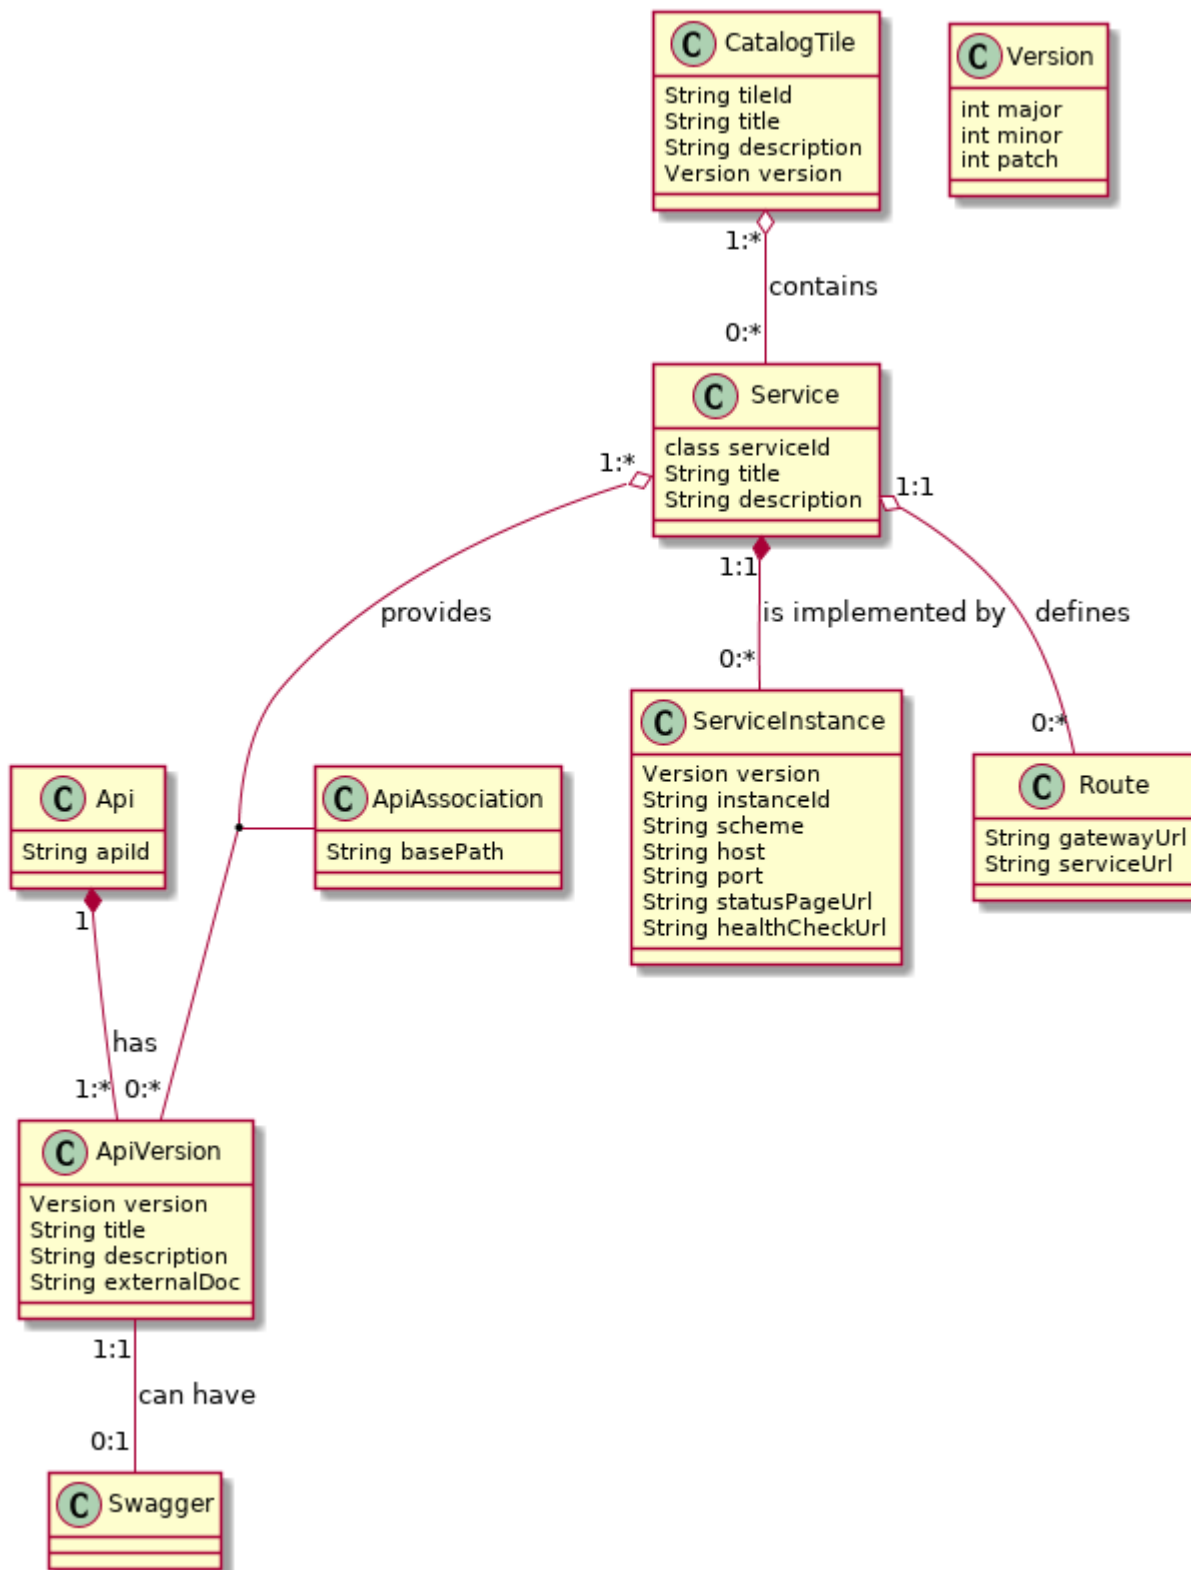 C CatalogTile
String tileId
String title
String description
Version version
C Version
int major
int minor
int patch
1:*
contains
0:*
C Service
class serviceId
String title
String description
1:*
1:1
1:1
provides
is implemented by
defines
0:*
0:*
C ServiceInstance
Version version
String instanceId
String scheme
String host
String port
String statusPageUrl
String healthCheckUrl
C Route
String gatewayUrl
String serviceUrl
C Api
String apiId
C ApiAssociation
String basePath
1
has
1:*
0:*
C ApiVersion
Version version
String title
String description
String externalDoc
1:1
can have
0:1
C Swagger